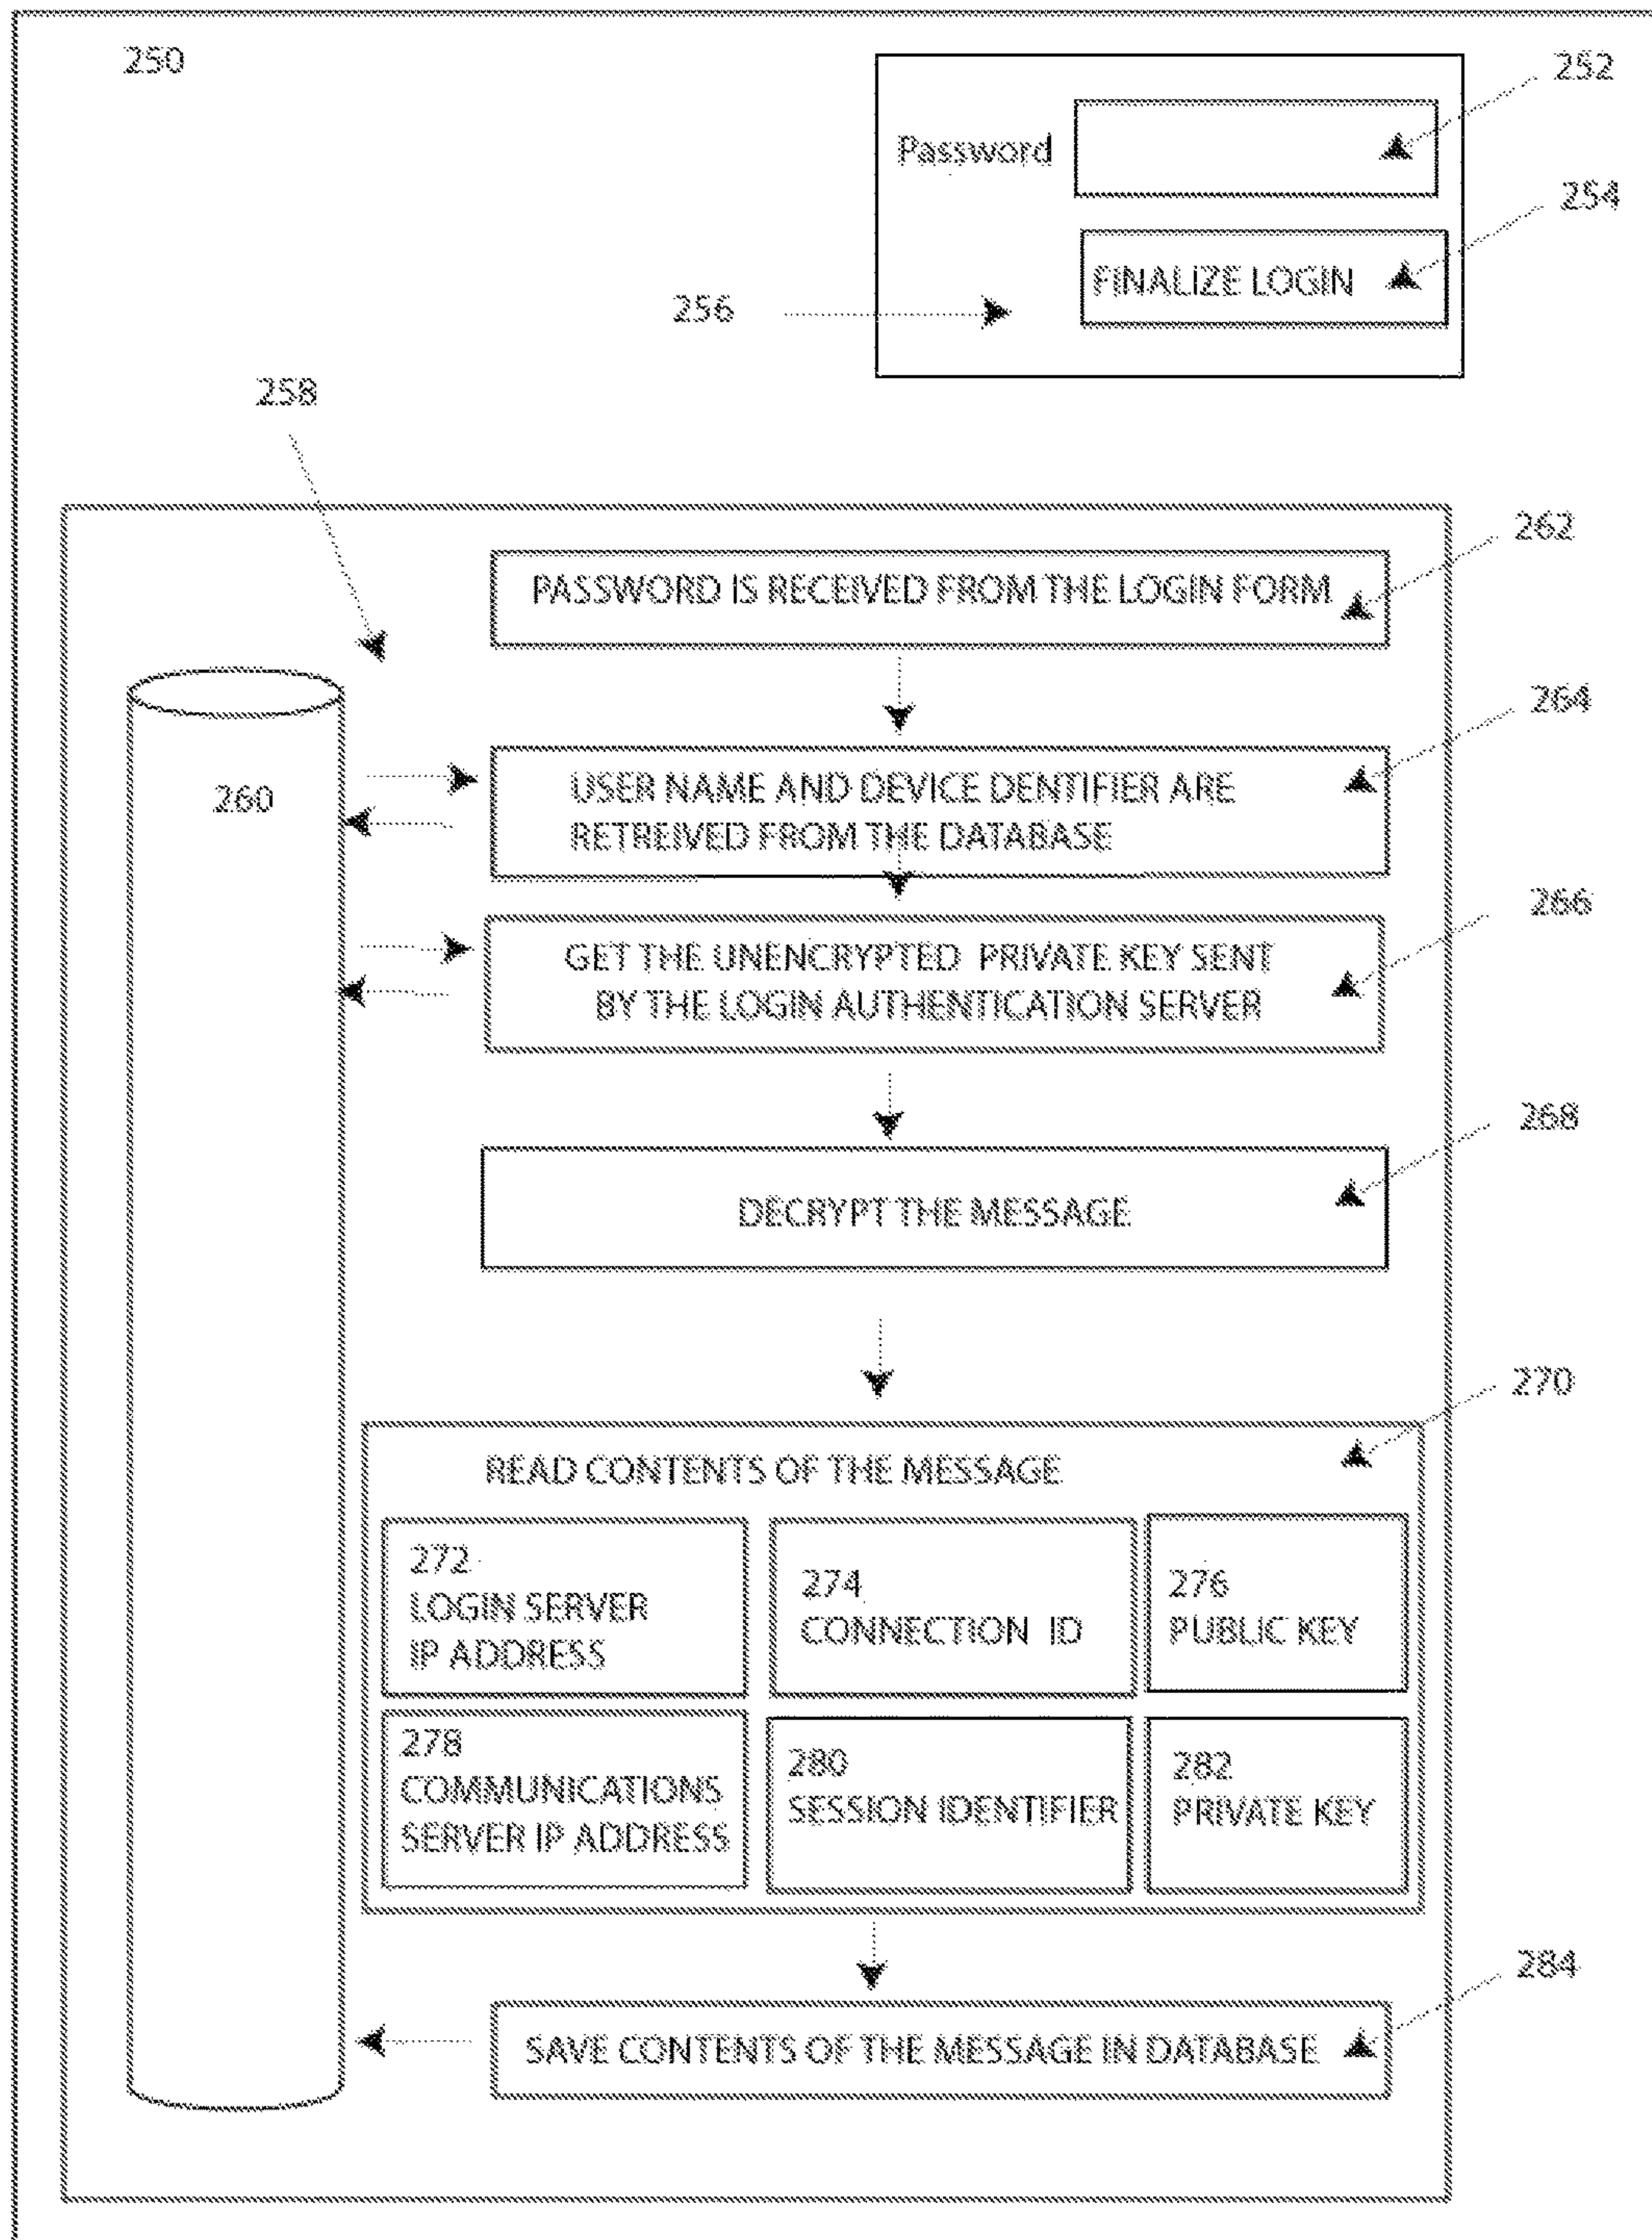 250
252
Password
254
FINALIZE LOGIN
256
258
262
PASSWORD IS RECEIVED FROM THE LOGIN FORM
264
260
USER NAME AND DEVICE DENTIFIER ARE
RETREIVED FROM THE DATABASE
266
GET THE UNENCRYPTED PRIVATE KEY SENT
BY THE LOGIN AUTHENTICATION SERVER
268
DECRYPT THE MESSAGE
270
READ CONTENTS OF THE MESSAGE
272
LOGIN SERVER
IP ADDRESS
274
CONNECTION ID
276
PUBLIC KEY
278
COMMUNICATIONS
SERVER IP ADDRESS
280
SESSION IDENTIFIER
282
PRIVATE KEY
284
SAVE CONTENTS OF THE MESSAGE IN DATABASE